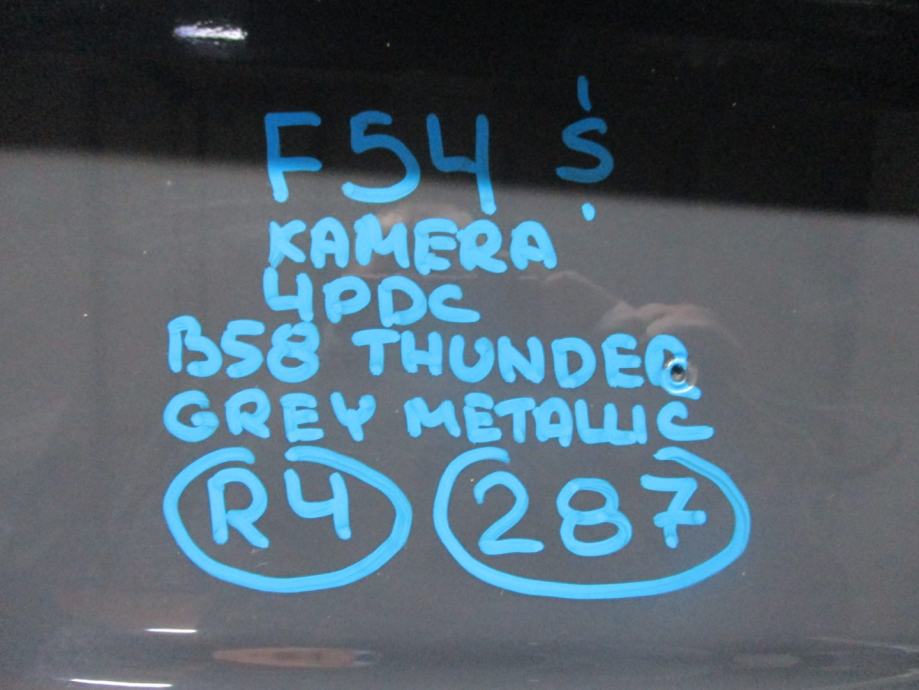 F54 Ś
KAMERA
4PDC
B58 THUNDER
GREY METALLIC
R4 287